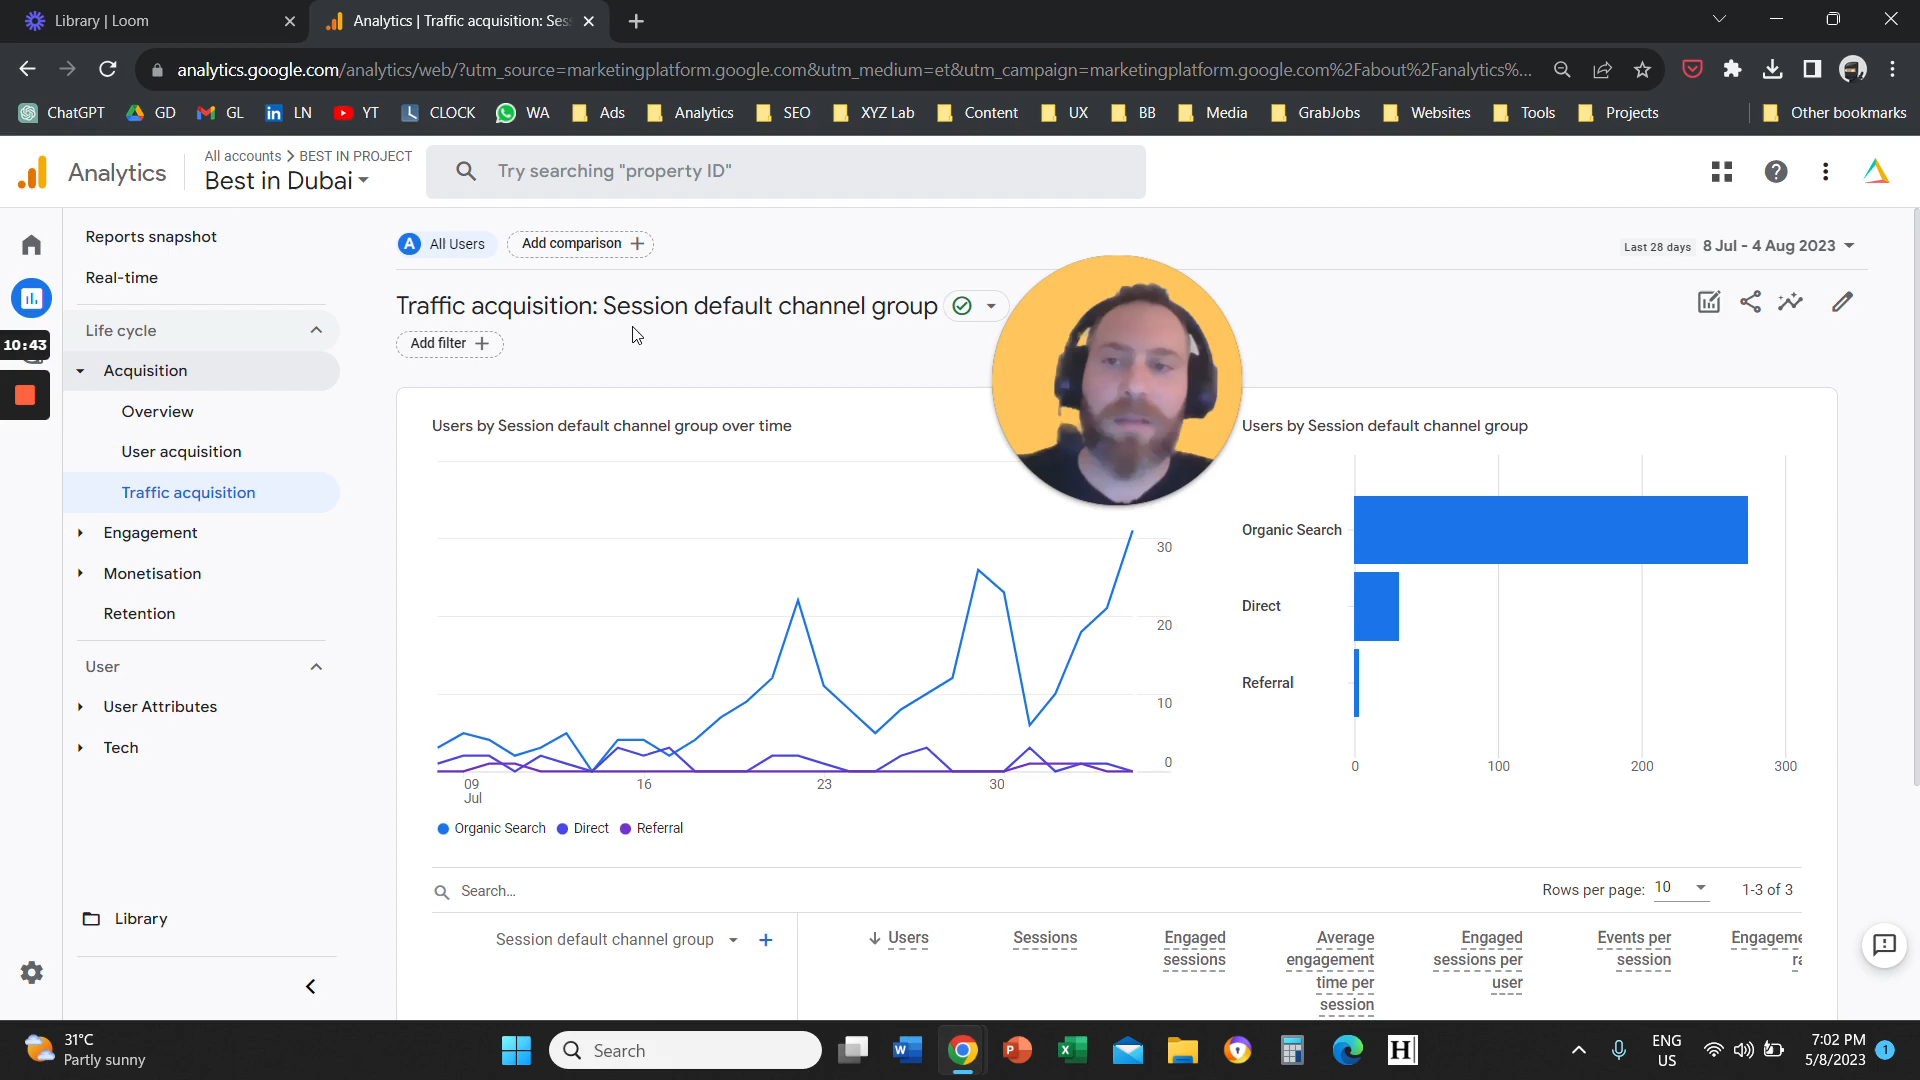 Library | Loom
Analytics | Traffic acquisition: Ses
analytics.google.com/analytics/web/?utm_source=marketingplatform.google.com&utm_medium=et&utm_campaign=marketingplatform.google.com%2Fabout%2Fanalytics%...
ChatGPT GD GL LN YT CLOCK WA Ads Analytics SEO XYZ Lab Content UX BB Media GrabJobs Websites Tools Projects Other bookmarks
Analytics
All accounts > BEST IN PROJECT
Best in Dubai
Try searching "property ID"
Reports snapshot
Real-time
Life cycle
10:43
Acquisition
Overview
User acquisition
Traffic acquisition
Engagement
Monetisation
Retention
User
User Attributes
Tech
Library
A All Users
Add comparison +
Last 28 days 8 Jul - 4 Aug 2023
Traffic acquisition: Session default channel group
Add filter +
Users by Session default channel group over time
30
20
10
0
09
Jul
16
23
30
Organic Search Direct Referral
Users by Session default channel group
Organic Search
Direct
Referral
0
100
200
300
Search...
Rows per page: 10
1-3 of 3
Session default channel group
Users
Sessions
Engaged
sessions
Average
engagement
time per
session
Engaged
sessions per
user
Events per
session
Engageme
ra
31°C
Partly sunny
Search
ENG
US
7:02 PM
5/8/2023
1